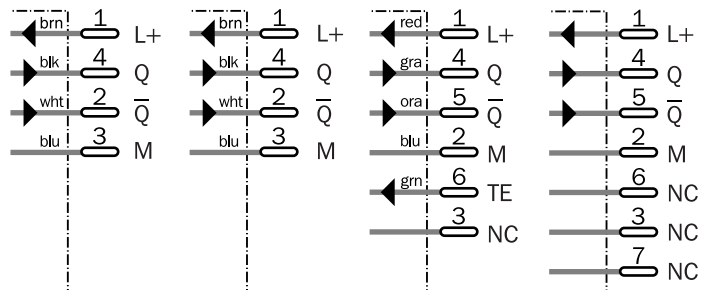 brn 1 L+
blk 4 Q
wht 2 Q̅
blu 3 M
brn 1 L+
blk 4 Q
wht 2 Q̅
blu 3 M
red 1 L+
gra 4 Q
ora 5 Q̅
blu 2 M
grn 6 TE
3 NC
1 L+
4 Q
5 Q̅
2 M
6 NC
3 NC
7 NC